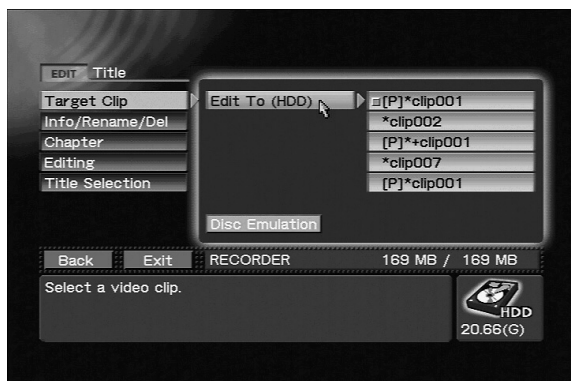 EDIT Title
Target Clip
Info/Rename/Del
Chapter
Editing
Title Selection
Edit To (HDD)
[P]*clip001
*clip002
[P]*+clip001
*clip007
[P]*clip001
Disc Emulation
Back Exit RECORDER 169 MB / 169 MB
Select a video clip.
HDD
20.66(G)